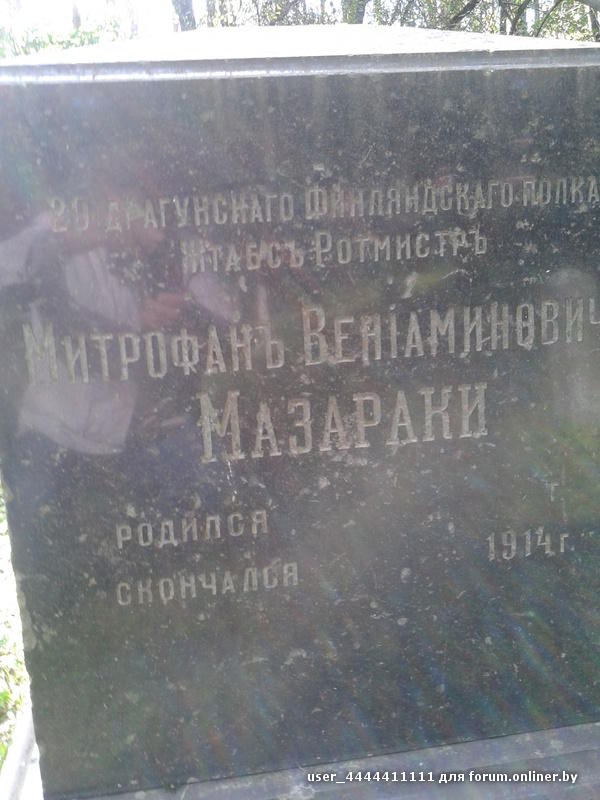 20 ДРАГУНСКАГО ФИНЛЯНДСКАГО ПОЛКА
ШТАБСЪ РОТМИСТРЪ
МИТРОФАНЪ ВЕНІАМИНОВИЧ
МАЗАРАКИ
РОДИЛСЯ г.
СКОНЧАЛСЯ 1914 г.
user_4444411111 для forum.onliner.by